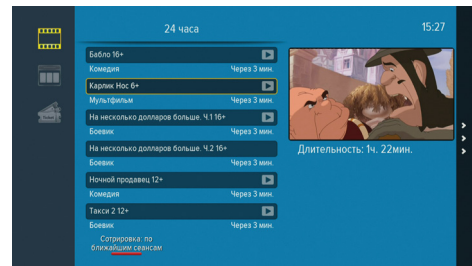 24 часа
15:27
Бабло 16+
Комедия Через 3 мин.
Карлик Нос 6+
Мультфильм Через 3 мин.
На несколько долларов больше. Ч.1 16+
Боевик Через 3 мин.
На несколько долларов больше. Ч.2 16+
Боевик Через 3 мин.
Ночной продавец 12+
Комедия Через 3 мин.
Такси 2 12+
Боевик Через 3 мин.
Сотрировка: по
ближайшим сеансам
Длительность: 1ч. 22мин.